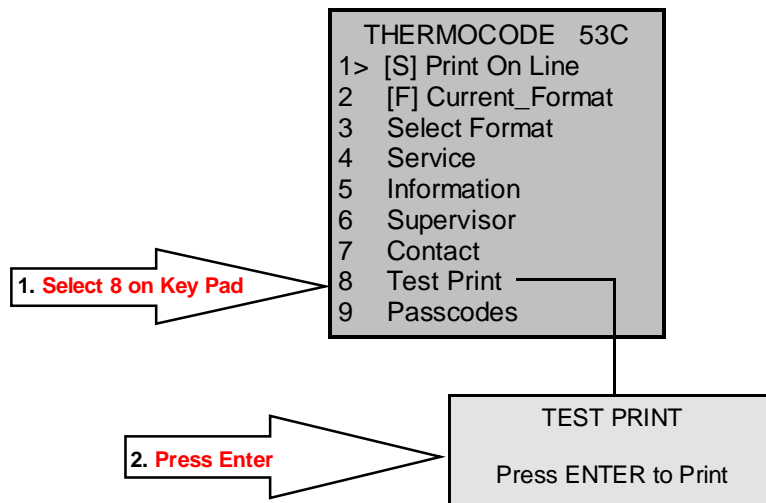 THERMOCODE 53C
1> [S] Print On Line
2 [F] Current_Format
3 Select Format
4 Service
5 Information
6 Supervisor
7 Contact
8 Test Print
9 Passcodes
1. Select 8 on Key Pad
TEST PRINT
Press ENTER to Print
2. Press Enter